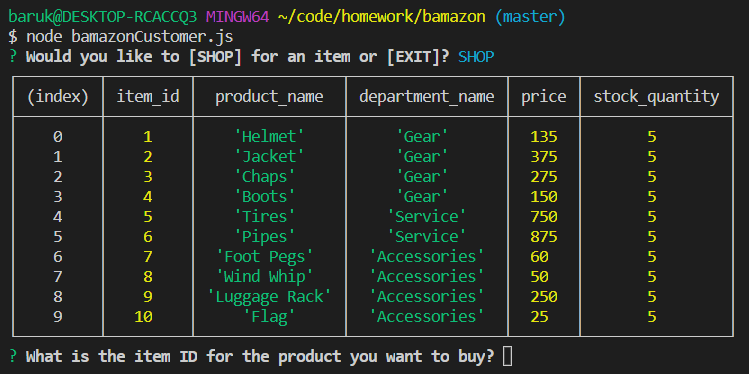 baruk@DESKTOP-RCACCQ3 MINGW64 ~/code/homework/bamazon (master)
$ node bamazonCustomer.js
? Would you like to [SHOP] for an item or [EXIT]? SHOP
(index) item_id product_name department_name price stock_quantity
0 1 'Helmet' 'Gear' 135 5
1 2 'Jacket' 'Gear' 375 5
2 3 'Chaps' 'Gear' 275 5
3 4 'Boots' 'Gear' 150 5
4 5 'Tires' 'Service' 750 5
5 6 'Pipes' 'Service' 875 5
6 7 'Foot Pegs' 'Accessories' 60 5
7 8 'Wind Whip' 'Accessories' 50 5
8 9 'Luggage Rack' 'Accessories' 250 5
9 10 'Flag' 'Accessories' 25 5
? What is the item ID for the product you want to buy?